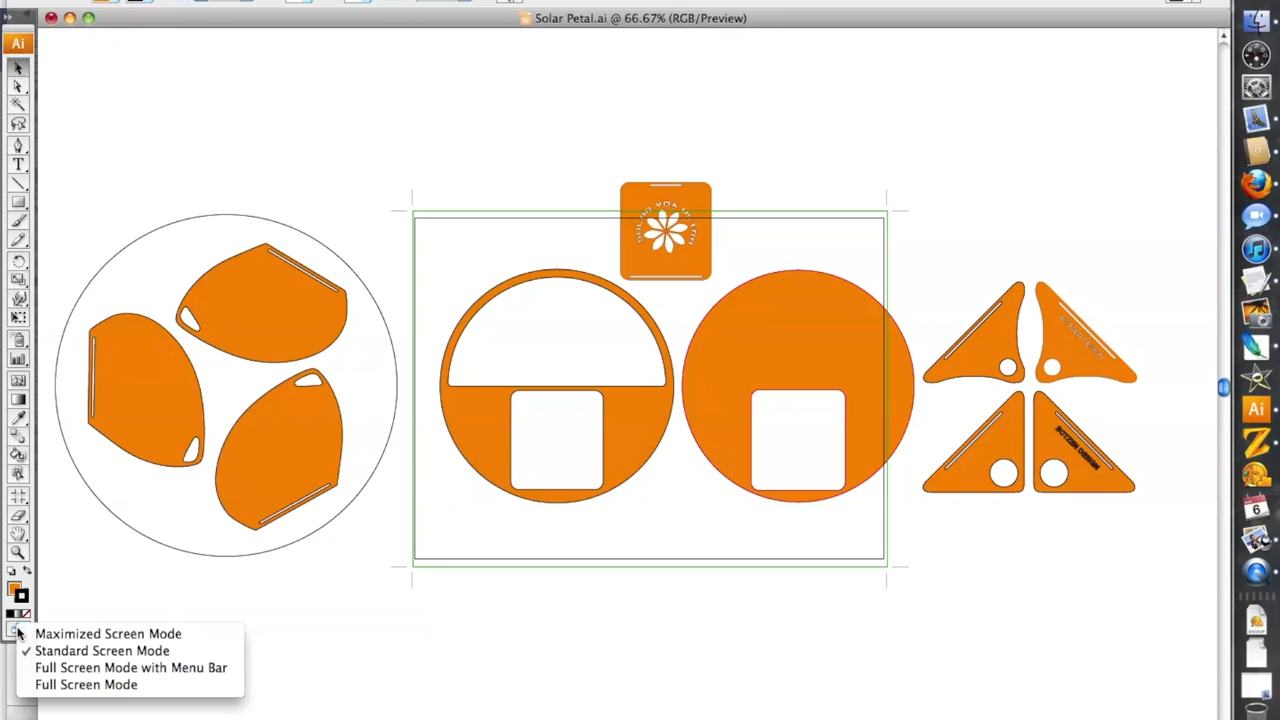 Solar Petal.ai @ 66.67% (RGB/Preview)
Ai
T
Maximized Screen Mode
Standard Screen Mode
Full Screen Mode with Menu Bar
Full Screen Mode
Ai
6